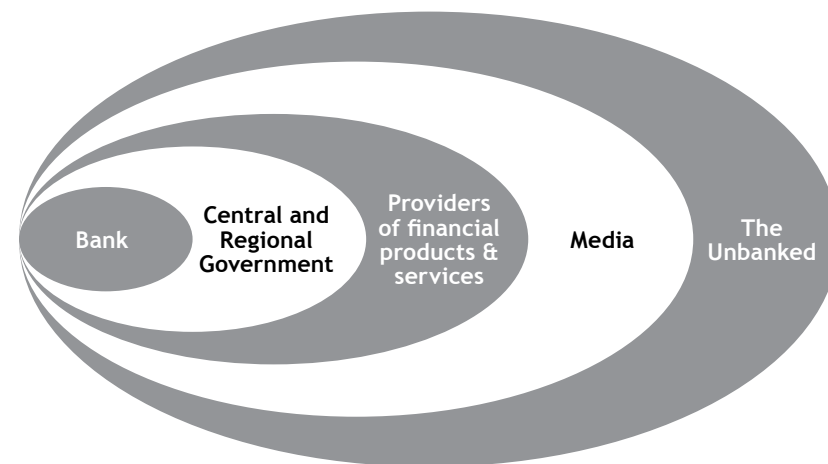 Bank
Central and
Regional
Government
Providers
of financial
products &
services
Media
The
Unbanked